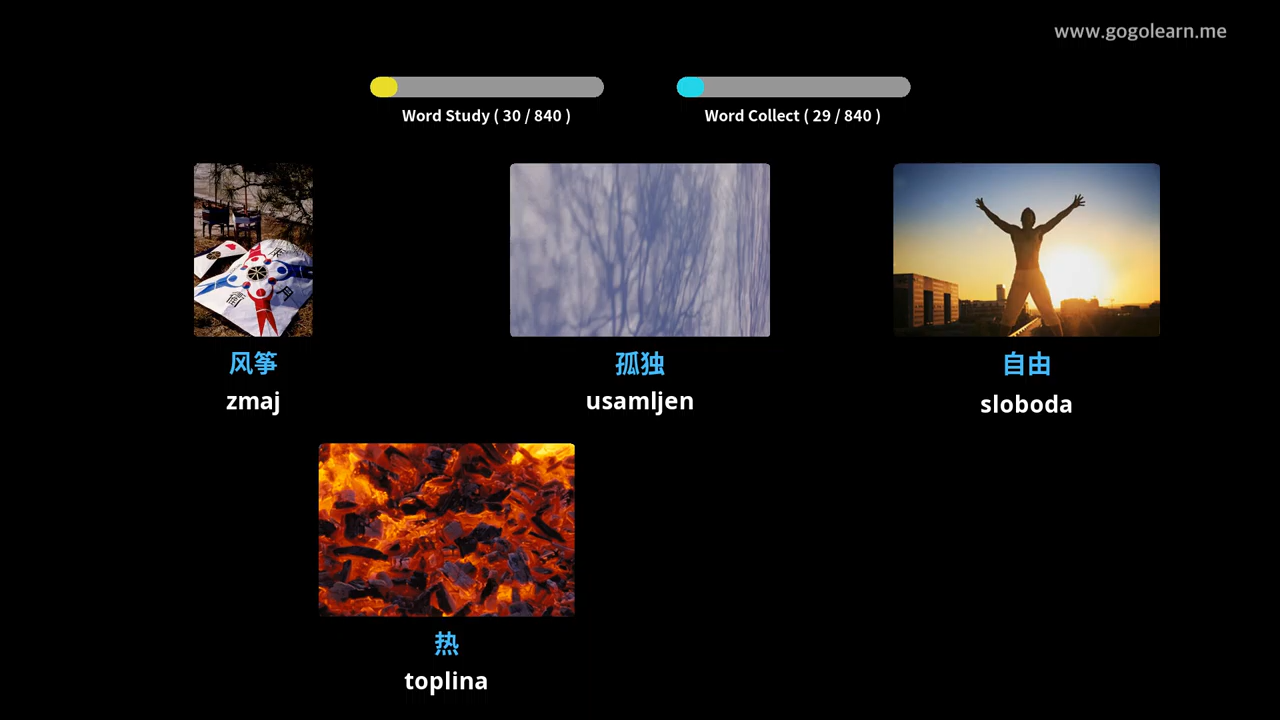 www.gogolearn.me
Word Study ( 30 / 840 )
Word Collect ( 29 / 840 )
风筝
zmaj
孤独
usamljen
自由
sloboda
热
toplina